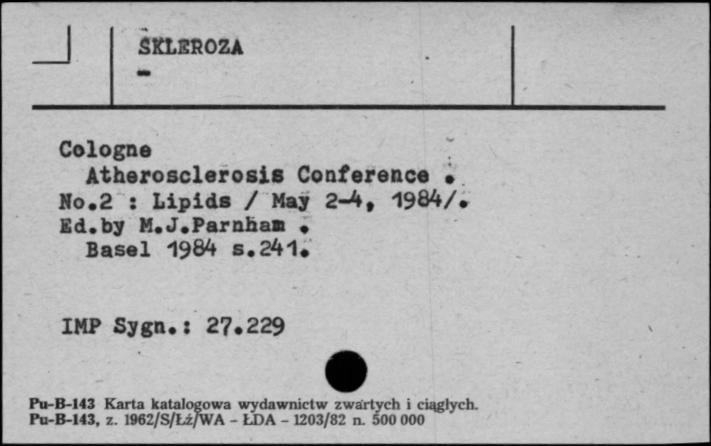 SKLEROZA
-
Cologne
Atherosclerosis Conference .
No.2 : Lipids / May 2-4, 1984/.
Ed.by M.J.Parnham .
Basel 1984 s.241.
IMP Sygn.: 27.229
Pu-B-143 Karta katalogowa wydawnictw zwartych i ciągłych.
Pu-B-143, z. 1962/S/Łź/WA - ŁDA - 1203/82 n. 500 000